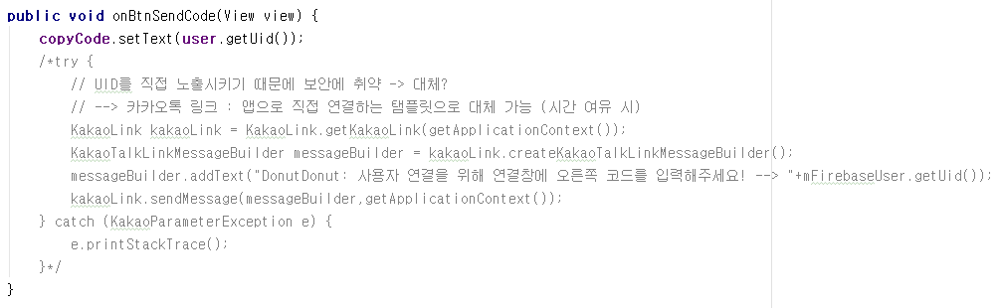 public void onBtnSendCode(View view) {
copyCode.setText(user.getUid());
/*try {
// UID를 직접 노출시키기 때문에 보안에 취약 -> 대체?
// --> 카카오톡 링크 : 앱으로 직접 연결하는 탬플릿으로 대체 가능 (시간 여유 시)
KakaoLink kakaoLink = KakaoLink.getKakaoLink(getApplicationContext());
KakaoTalkLinkMessageBuilder messageBuilder = kakaoLink.createKakaoTalkLinkMessageBuilder();
messageBuilder.addText("DonutDonut: 사용자 연결을 위해 연결창에 오른쪽 코드를 입력해주세요! --> "+mFirebaseUser.getUid());
kakaoLink.sendMessage(messageBuilder,getApplicationContext());
} catch (KakaoParameterException e) {
e.printStackTrace();
}*/
}